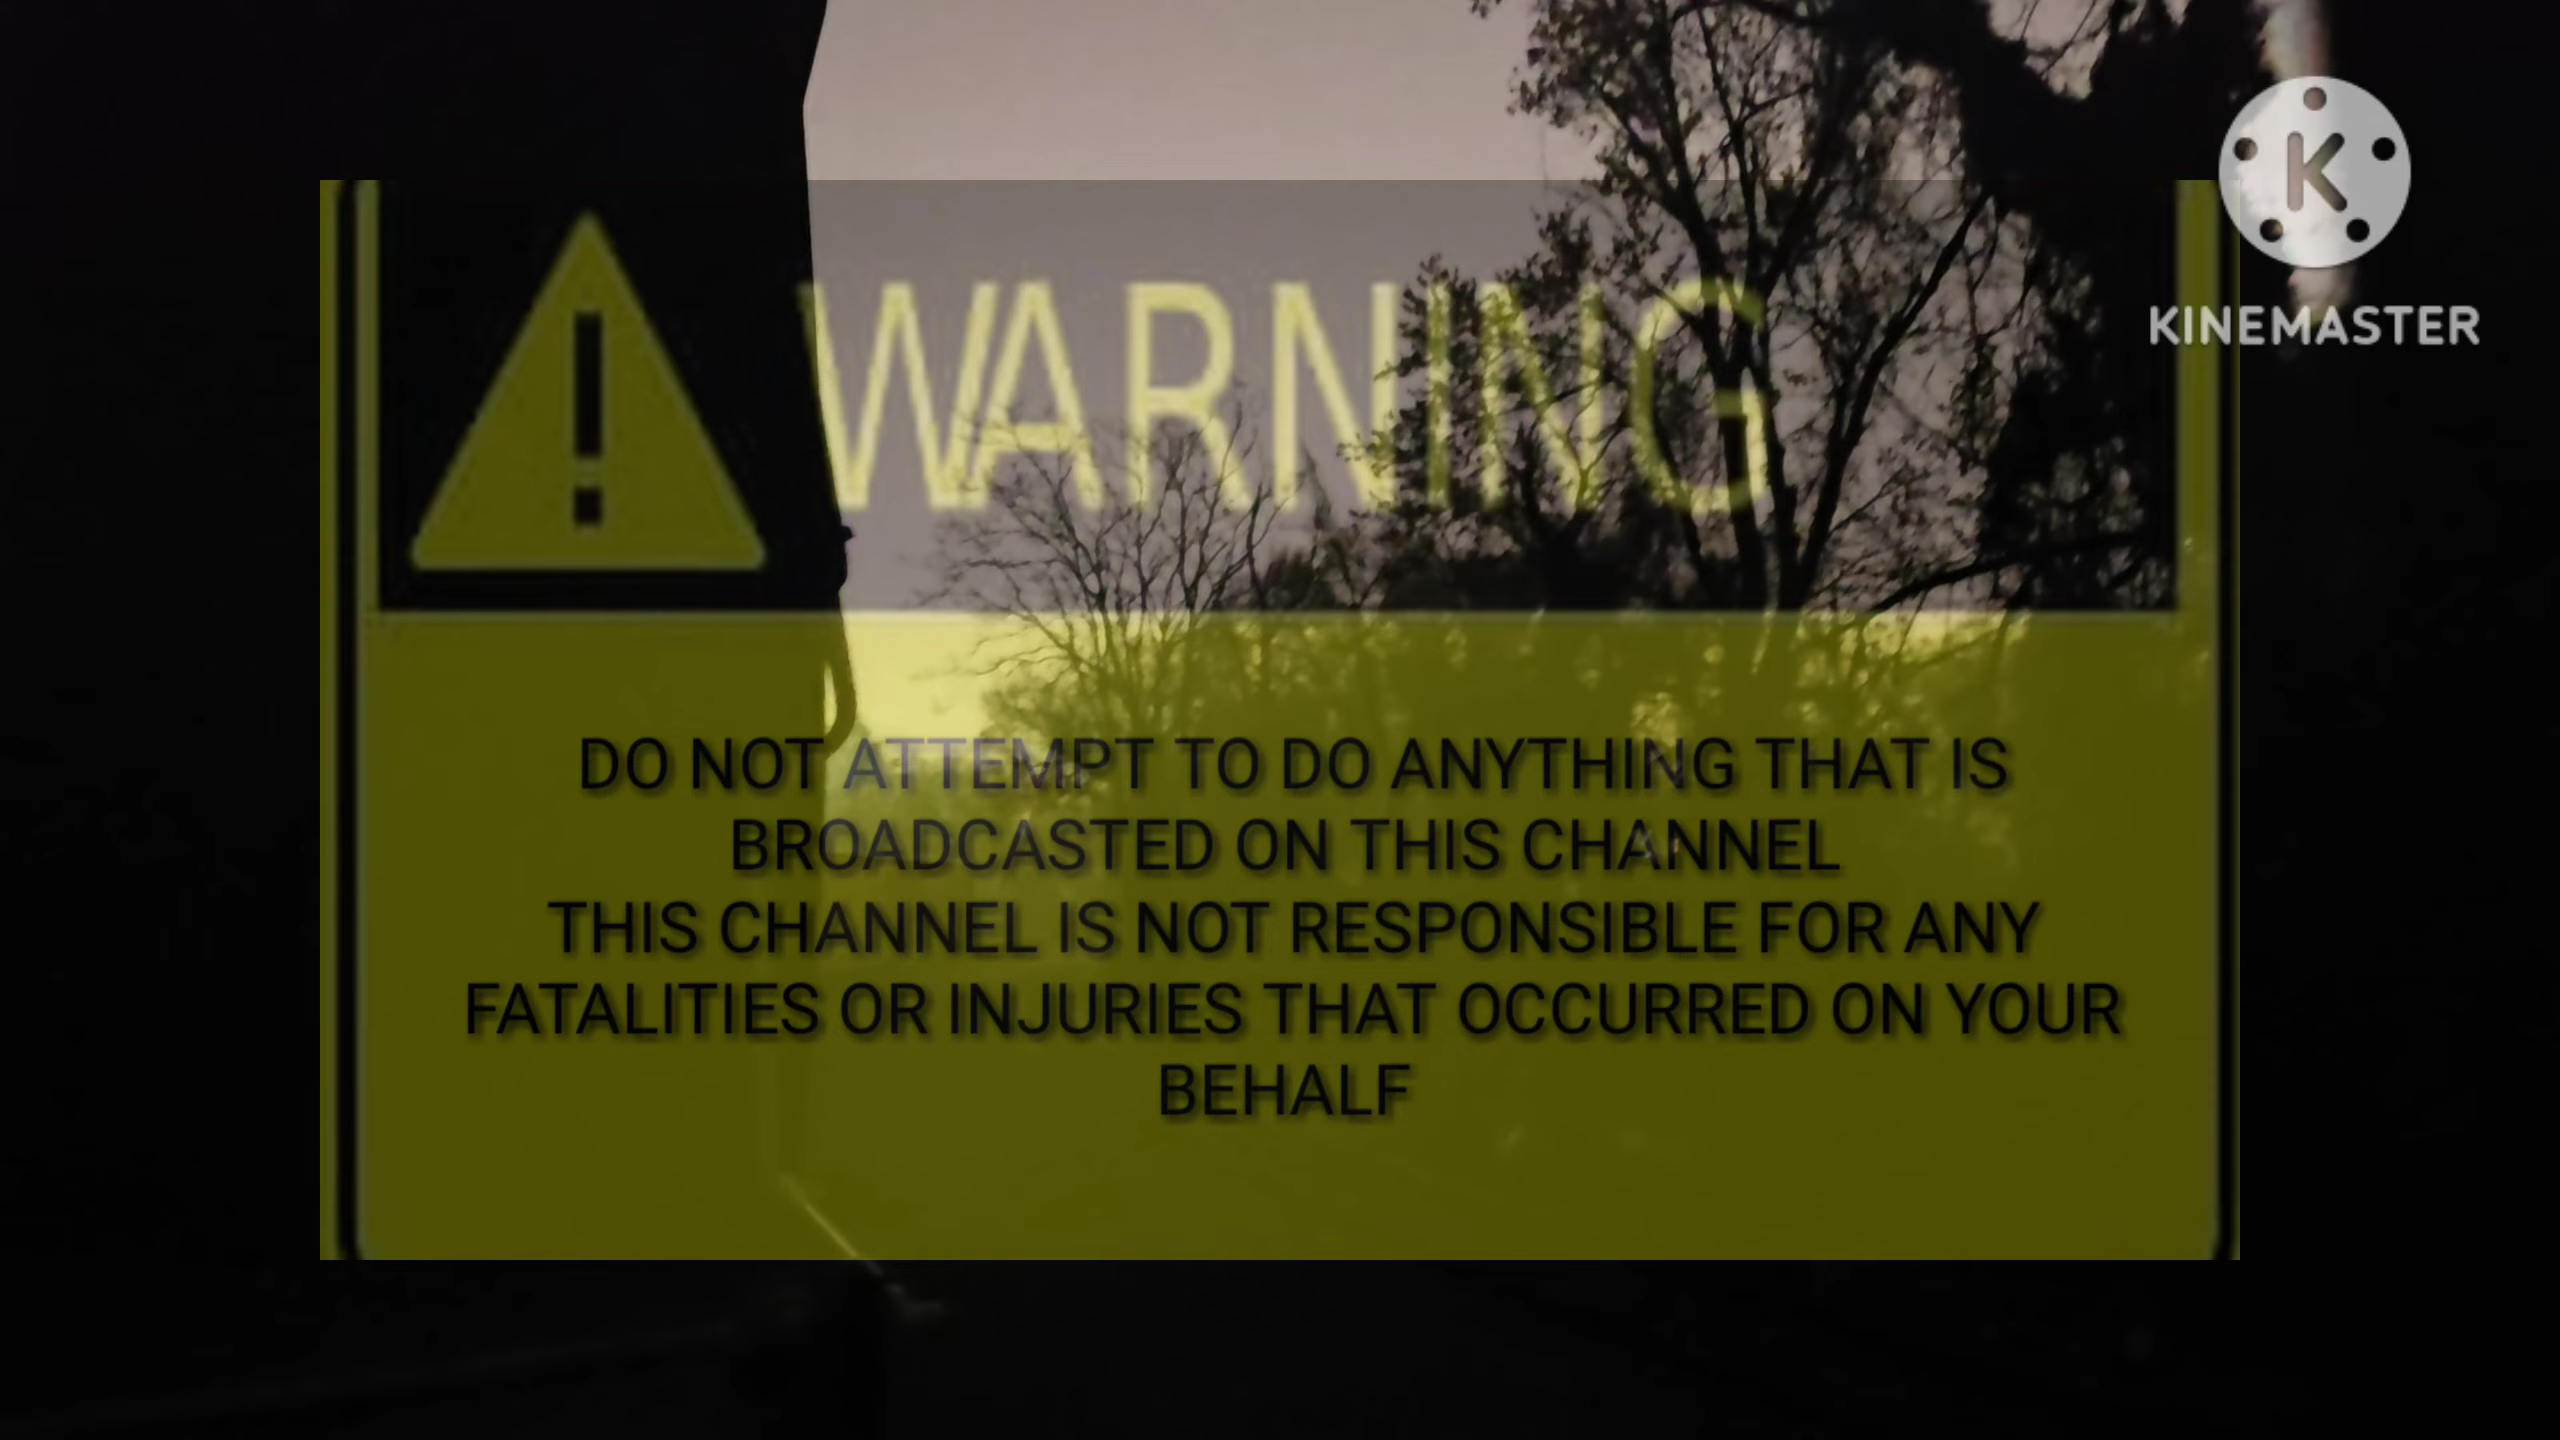 WARNING
K
KINEMASTER
DO NOT ATTEMPT TO DO ANYTHING THAT IS
BROADCASTED ON THIS CHANNEL
THIS CHANNEL IS NOT RESPONSIBLE FOR ANY
FATALITIES OR INJURIES THAT OCCURRED ON YOUR
BEHALF